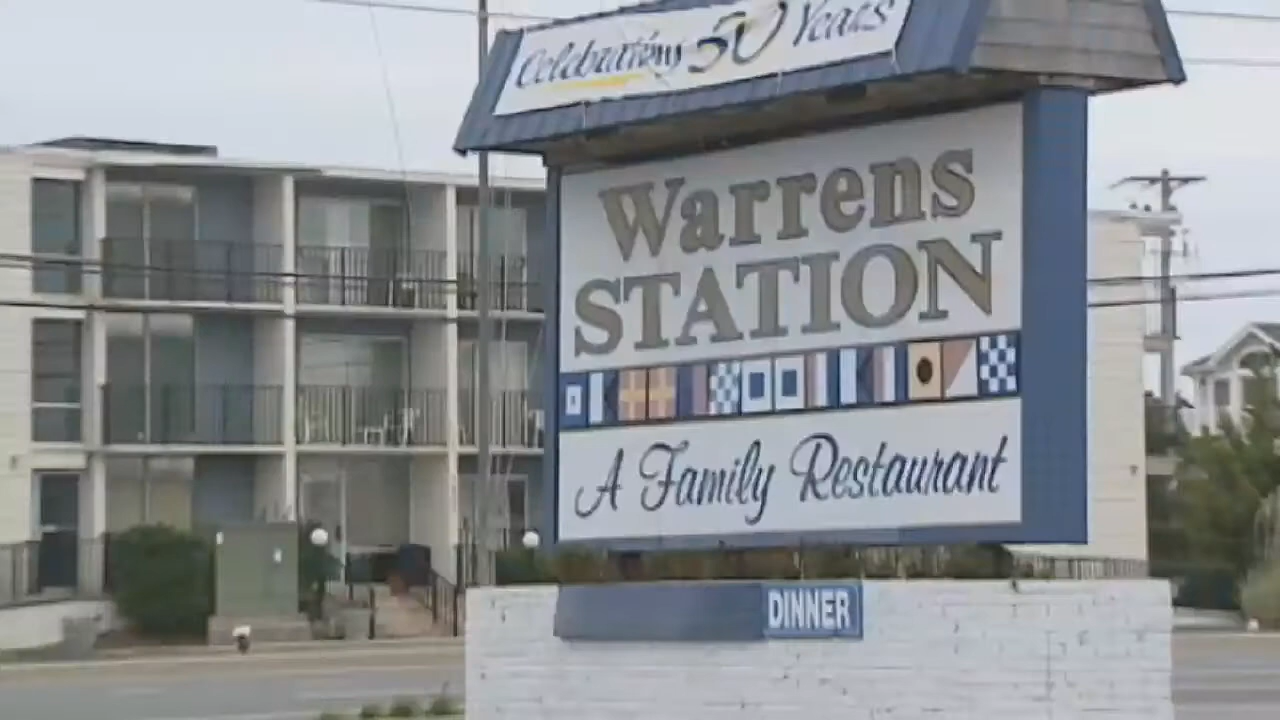 Celebrating 50 Years
Warrens
STATION
A Family Restaurant
DINNER